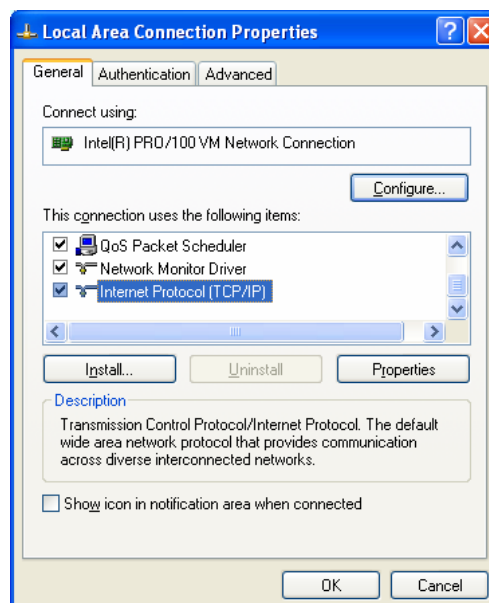 Local Area Connection Properties
General Authentication Advanced
Connect using:
Intel(R) PRO/100 VM Network Connection
Configure...
This connection uses the following items:
QoS Packet Scheduler
Network Monitor Driver
Internet Protocol (TCP/IP)
Install... Uninstall Properties
Description
Transmission Control Protocol/Internet Protocol. The default
wide area network protocol that provides communication
across diverse interconnected networks.
Show icon in notification area when connected
OK Cancel